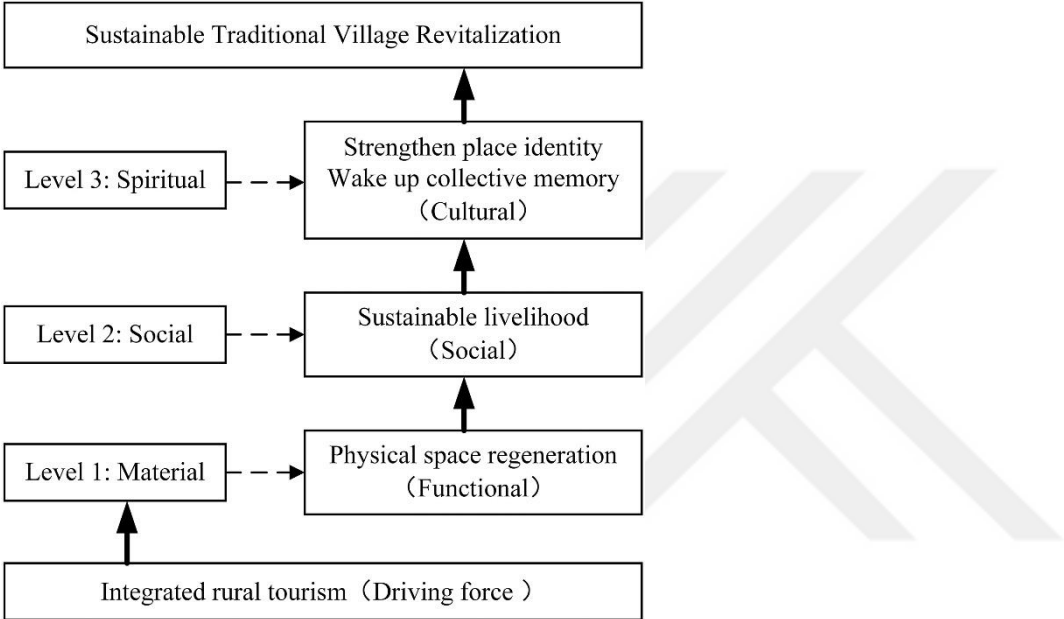 Sustainable Traditional Village Revitalization
Level 3: Spiritual
Strengthen place identity
Wake up collective memory
（Cultural）
Level 2: Social
Sustainable livelihood
（Social）
Level 1: Material
Physical space regeneration
（Functional）
Integrated rural tourism（Driving force ）